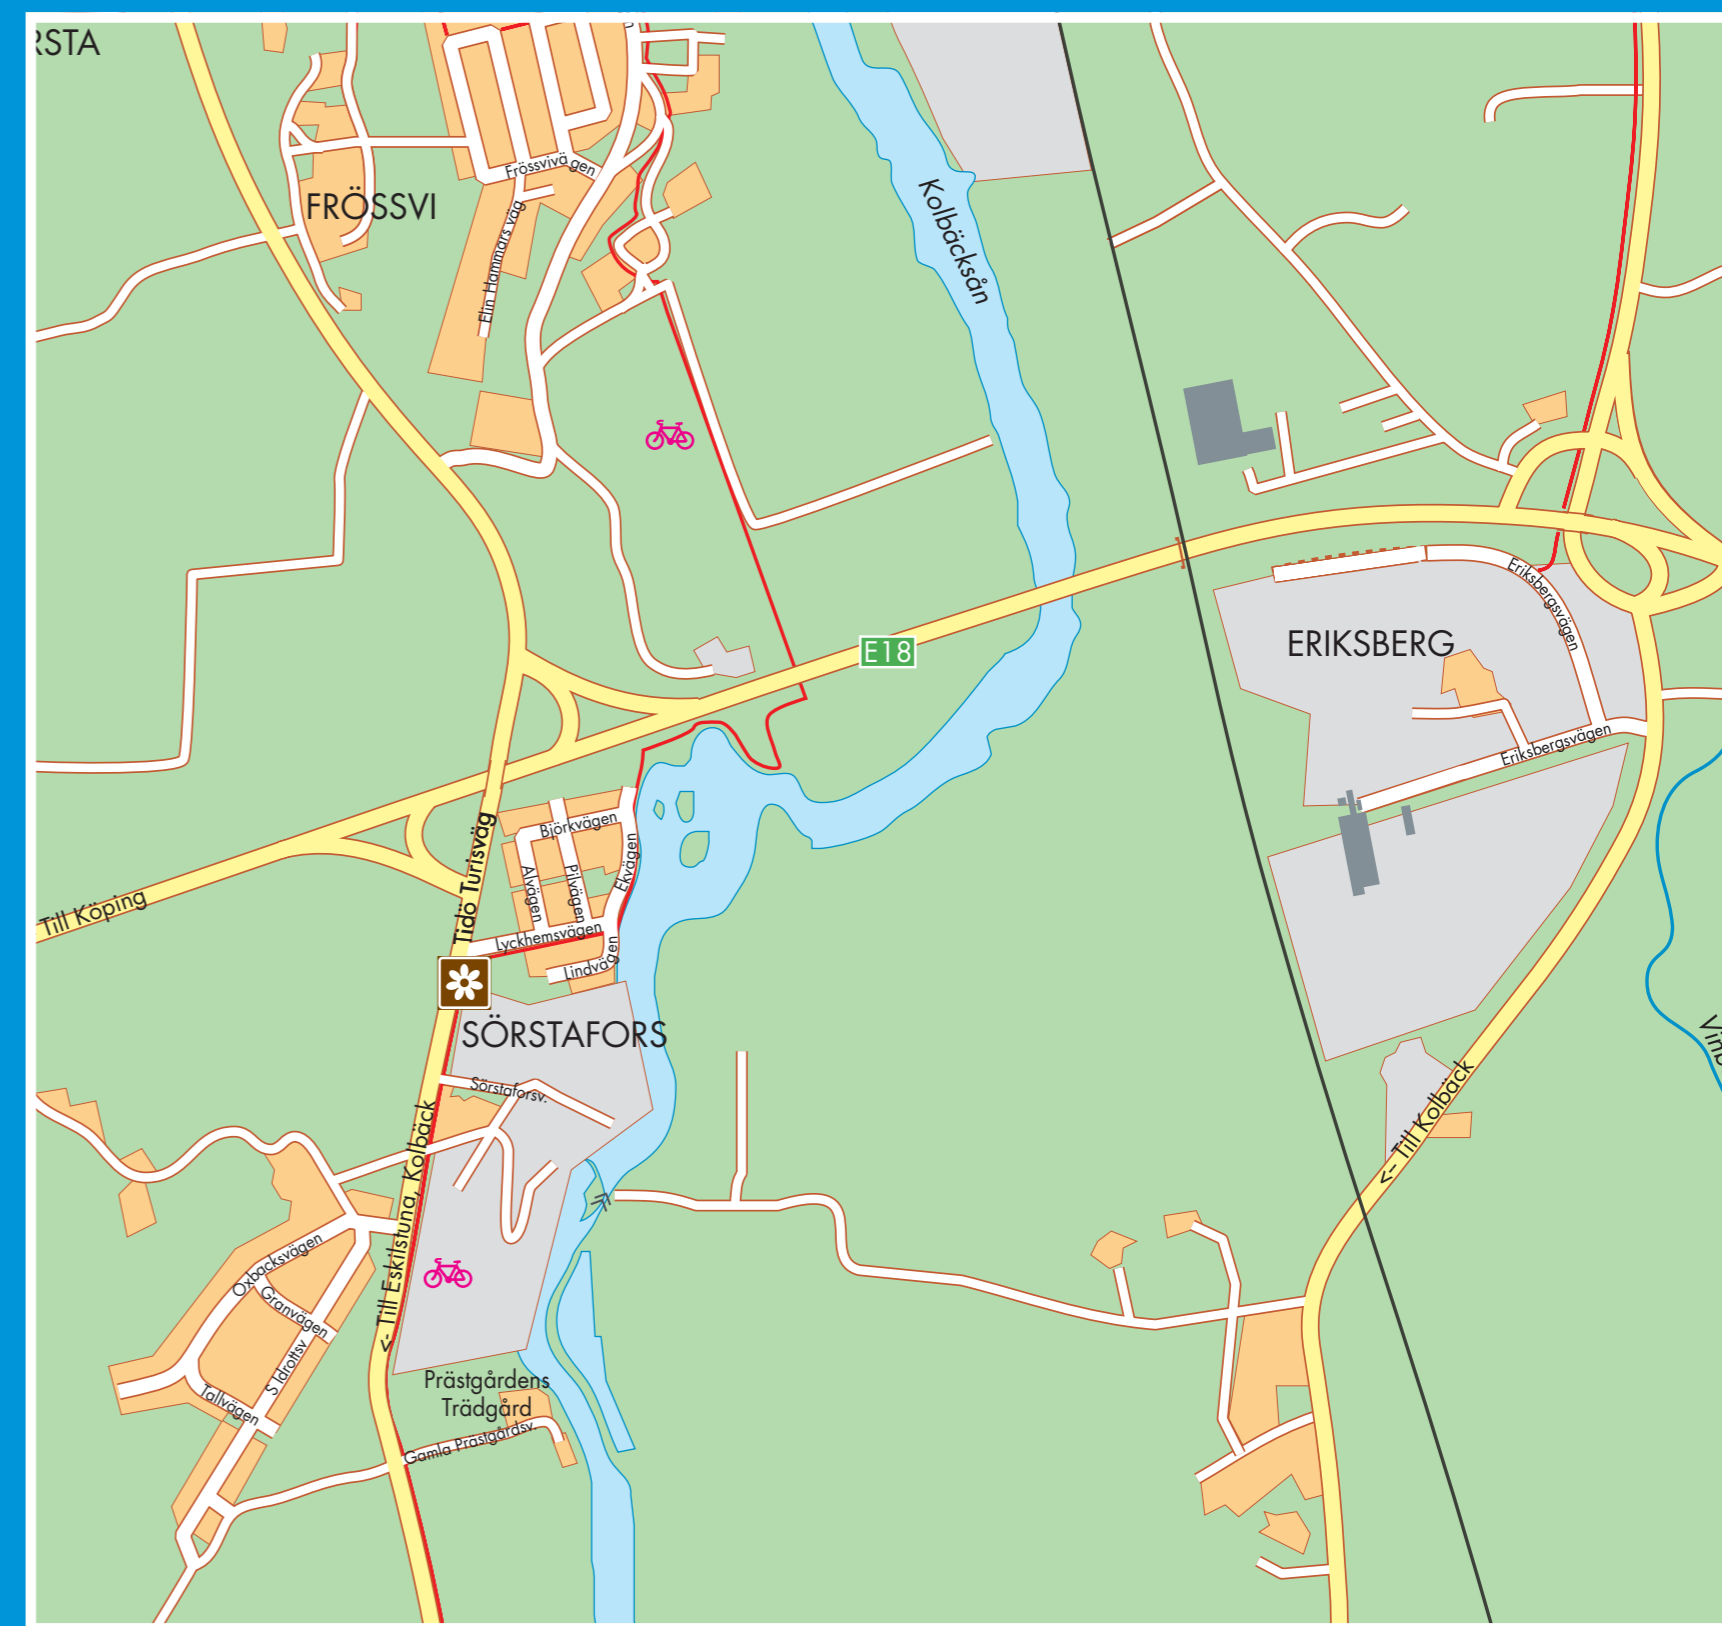 RSTA
Frössvivägen
FRÖSSVI
Elin Hammars väg
Kolbäcksån
E18
Eriksbergsvägen
ERIKSBERG
Eriksbergsvägen
Till Köping
Tidö Turisväg
Björkvägen
Alvägen
Pilvägen
Ekvägen
Lyckhemsvägen
Lindvägen
SÖRSTAFORS
Sörstaforsv.
<- Till Eskilstuna, Kolbäck
<- Till Kolbäck
Oxbacksvägen
Granvägen
S Idrottsv
Tallvägen
Prästgårdens
Trädgård
Gamla Prästgårdsv.